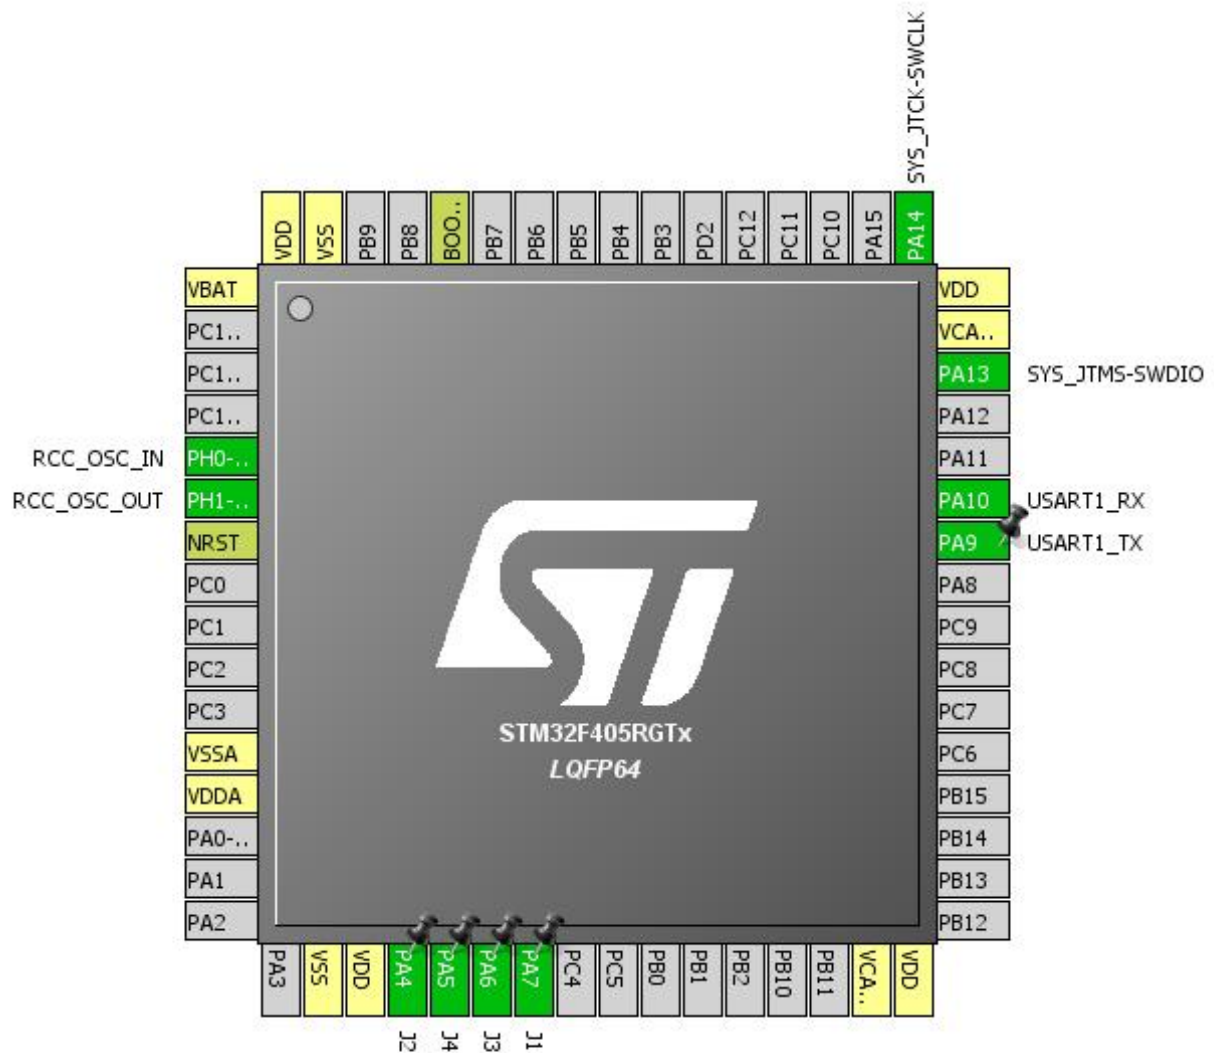 SYS_JTCK-SWCLK
VDD VSS PB9 PB8 BOO.. PB7 PB6 PB5 PB4 PB3 PD2 PC12 PC11 PC10 PA15 PA14
VBAT VDD
PC1.. VCA..
PC1.. PA13 SYS_JTMS-SWDIO
PC1.. PA12
RCC_OSC_IN PH0-.. PA11
RCC_OSC_OUT PH1-.. PA10 USART1_RX
NRST PA9 USART1_TX
PC0 PA8
PC1 PC9
PC2 PC8
PC3 PC7
STM32F405RGTx
VSSA PC6
LQFP64
VDDA PB15
PA0-.. PB14
PA1 PB13
PA2 PB12
PA3 VSS VDD PA4 PA5 PA6 PA7 PC4 PC5 PB0 PB1 PB2 PB10 PB11 VCA.. VDD
J2 J4 J3 J1